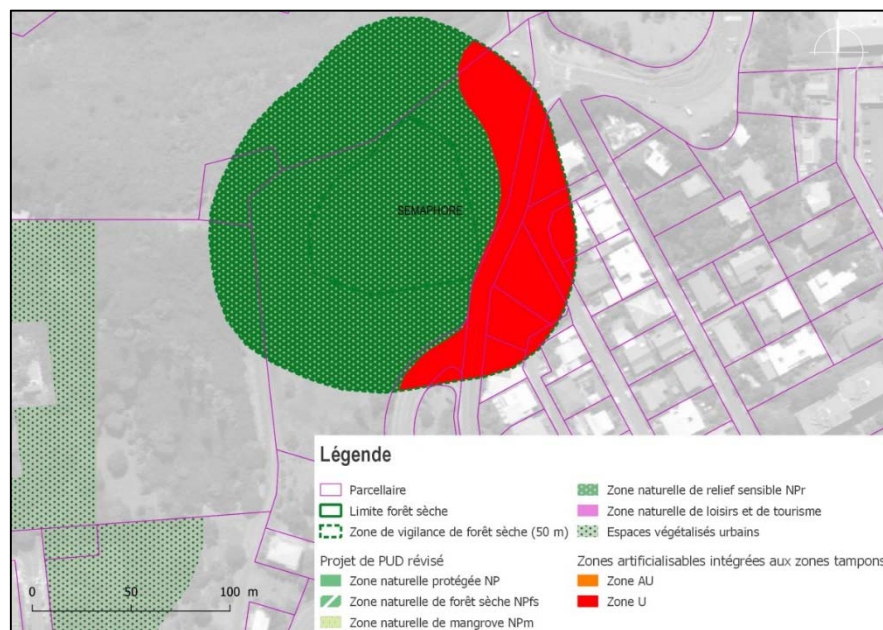 SEMAPHORE
Légende
Parcellaire
Limite forêt sèche
Zone de vigilance de forêt sèche (50 m)
Projet de PUD révisé
Zone naturelle protégée NP
Zone naturelle de forêt sèche NPfs
Zone naturelle de mangrove NPm
Zone naturelle de relief sensible NPr
Zone naturelle de loisirs et de tourisme
Espaces végétalisés urbains
Zones artificialisables intégrées aux zones tampons
Zone AU
Zone U
0 50 100 m